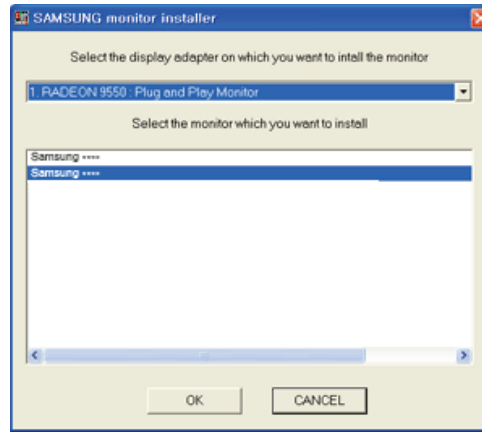 SAMSUNG monitor installer
Select the display adapter on which you want to intall the monitor
1. RADEON 9550 : Plug and Play Monitor
Select the monitor which you want to install
Samsung ····
Samsung ····
OK
CANCEL